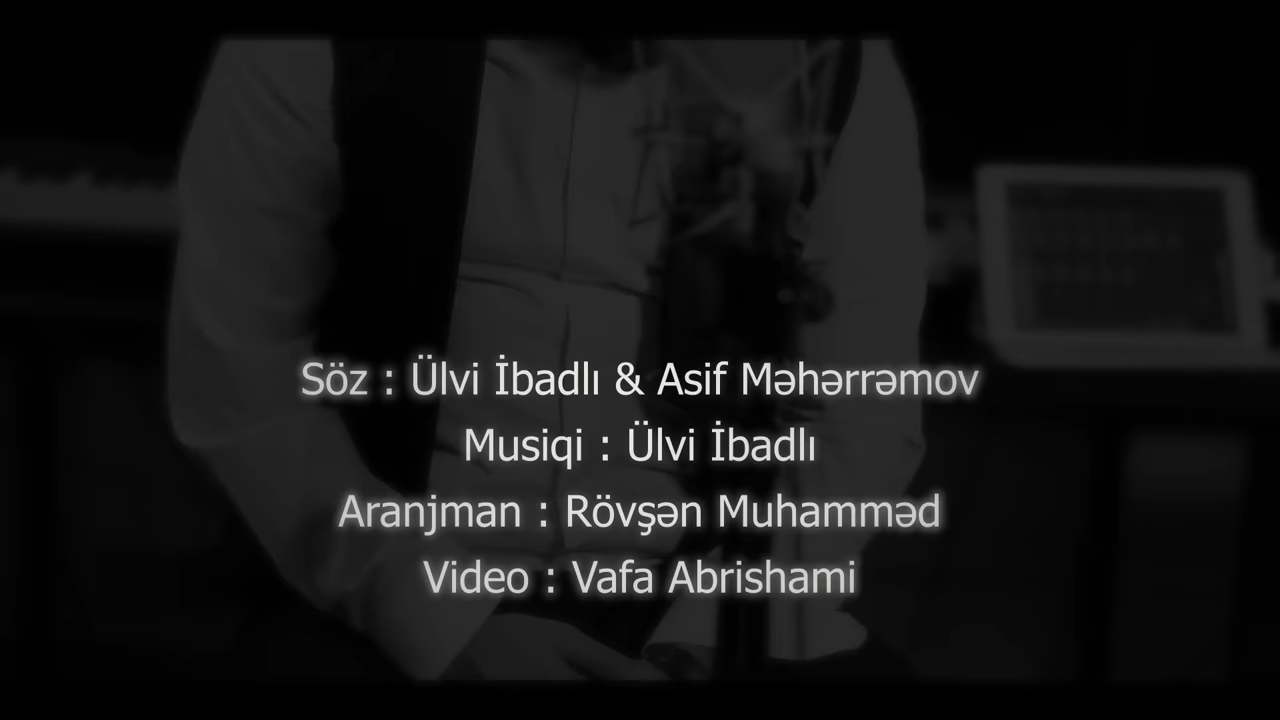 Söz : Ülvi İbadlı & Asif Məhərrəmov
Musiqi : Ülvi İbadlı
Aranjman : Rövşən Muhamməd
Video : Vafa Abrishami